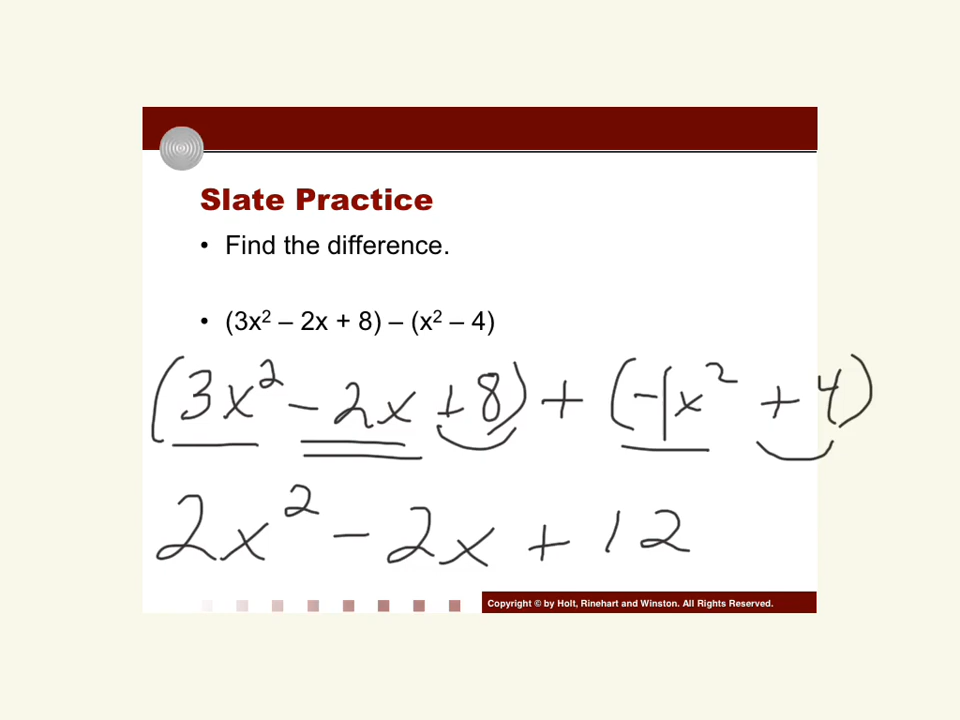 Slate Practice
• Find the difference.
• (3x² – 2x + 8) – (x² – 4)
(3x² – 2x + 8) + (-1x² + 4)
2x² – 2x + 12
Copyright © by Holt, Rinehart and Winston. All Rights Reserved.